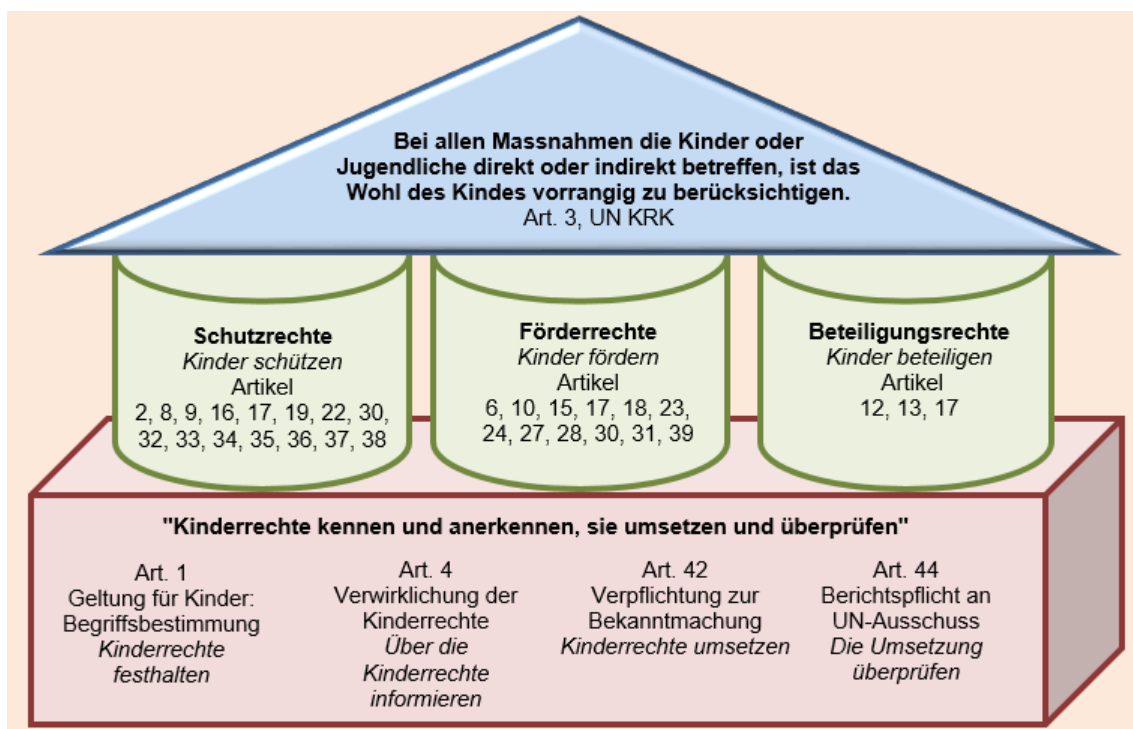 Bei allen Massnahmen die Kinder oder
Jugendliche direkt oder indirekt betreffen, ist das
Wohl des Kindes vorrangig zu berücksichtigen.
Art. 3, UN KRK
Schutzrechte
Kinder schützen
Artikel
2, 8, 9, 16, 17, 19, 22, 30,
32, 33, 34, 35, 36, 37, 38
Förderrechte
Kinder fördern
Artikel
6, 10, 15, 17, 18, 23,
24, 27, 28, 30, 31, 39
Beteiligungsrechte
Kinder beteiligen
Artikel
12, 13, 17
"Kinderrechte kennen und anerkennen, sie umsetzen und überprüfen"
Art. 1
Geltung für Kinder:
Begriffsbestimmung
Kinderrechte
festhalten
Art. 4
Verwirklichung der
Kinderrechte
Über die
Kinderrechte
informieren
Art. 42
Verpflichtung zur
Bekanntmachung
Kinderrechte umsetzen
Art. 44
Berichtspflicht an
UN-Ausschuss
Die Umsetzung
überprüfen